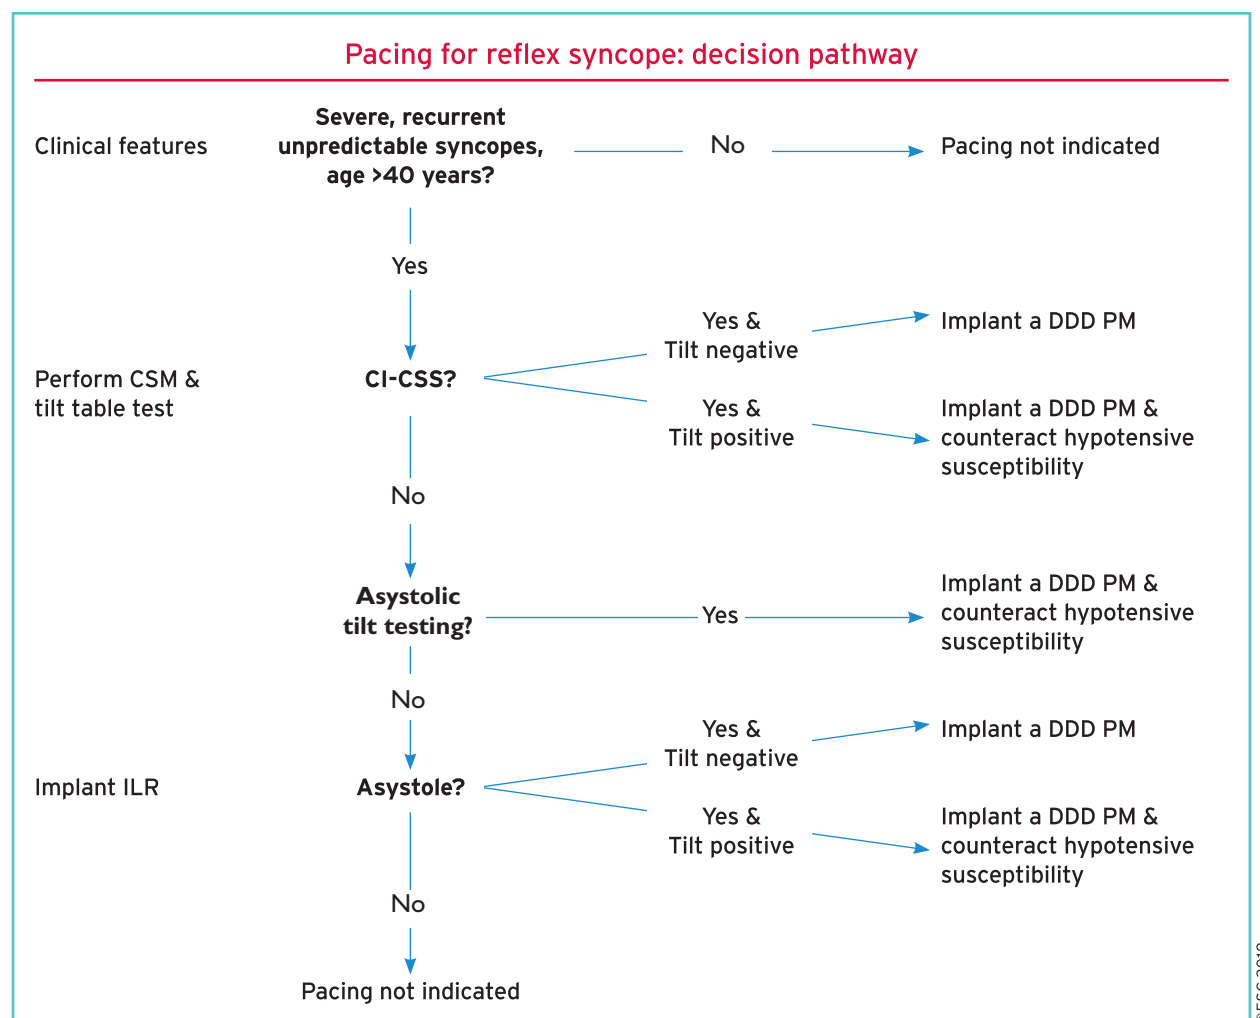 Pacing for reflex syncope: decision pathway
Clinical features
Severe, recurrent
unpredictable syncopes,
age >40 years?
No
Pacing not indicated
Yes
Perform CSM &
tilt table test
CI-CSS?
Yes &
Tilt negative
Implant a DDD PM
Yes &
Tilt positive
Implant a DDD PM &
counteract hypotensive
susceptibility
No
Asystolic
tilt testing?
Yes
Implant a DDD PM &
counteract hypotensive
susceptibility
No
Implant ILR
Asystole?
Yes &
Tilt negative
Implant a DDD PM
Yes &
Tilt positive
Implant a DDD PM &
counteract hypotensive
susceptibility
No
Pacing not indicated